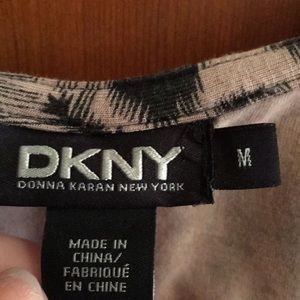 DKNY
DONNA KARAN NEW YORK
M
MADE IN
CHINA/
FABRIQUÉ
EN CHINE